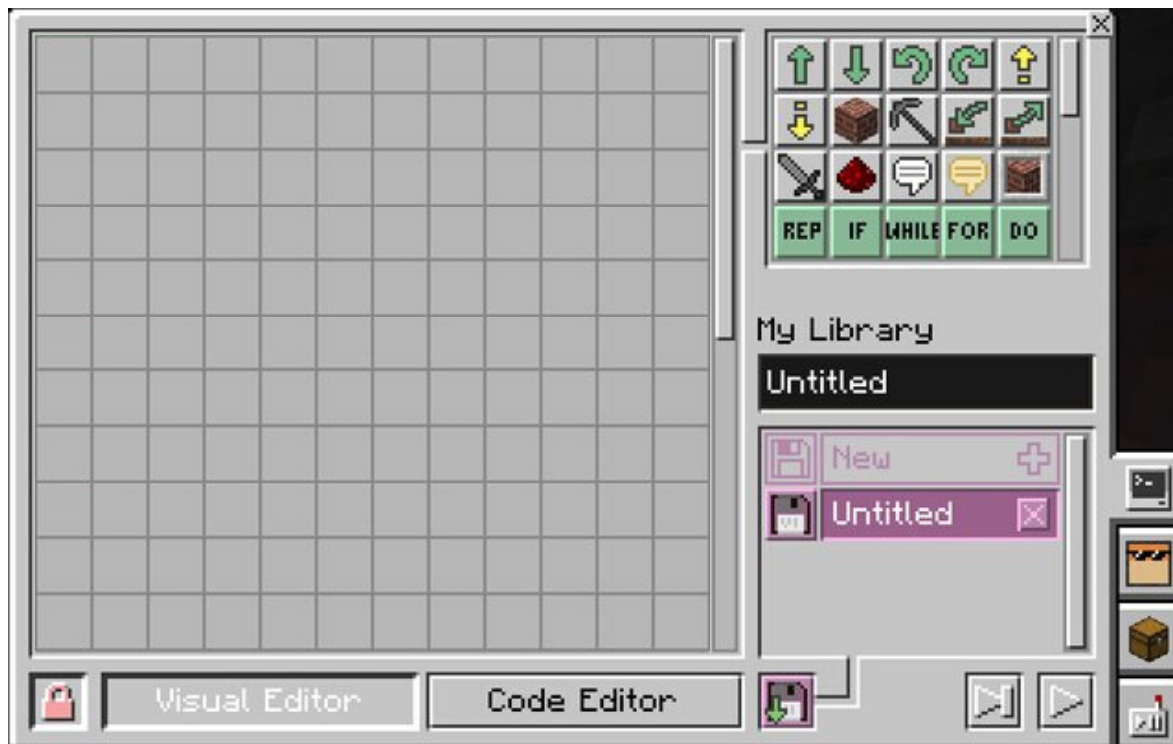 REP IF WHILE FOR DO
My Library
Untitled
New
Untitled
Visual Editor Code Editor